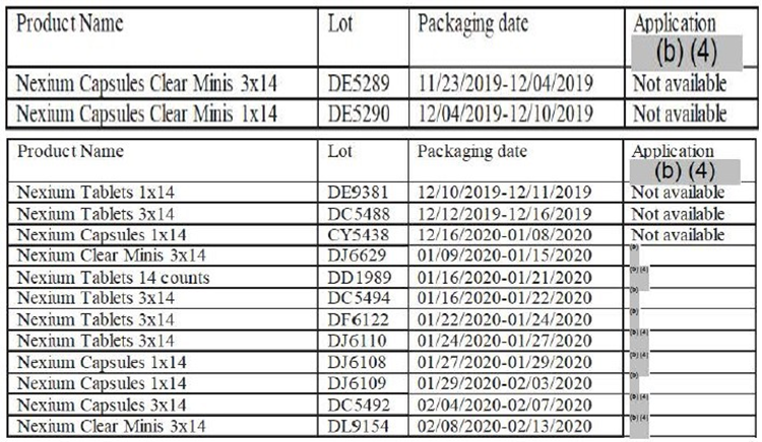 Product Name Lot Packaging date Application
(b) (4)
Nexium Capsules Clear Minis 3x14 DE5289 11/23/2019-12/04/2019 Not available
Nexium Capsules Clear Minis 1x14 DE5290 12/04/2019-12/10/2019 Not available
Product Name Lot Packaging date Application
(b) (4)
Nexium Tablets 1x14 DE9381 12/10/2019-12/11/2019 Not available
Nexium Tablets 3x14 DC5488 12/12/2019-12/16/2019 Not available
Nexium Capsules 1x14 CY5438 12/16/2020-01/08/2020 Not available
Nexium Clear Minis 3x14 DJ6629 01/09/2020-01/15/2020 (b)
Nexium Tablets 14 counts DD1989 01/16/2020-01/21/2020 (b) (4)
Nexium Tablets 3x14 DC5494 01/16/2020-01/22/2020 (b)
Nexium Tablets 3x14 DF6122 01/22/2020-01/24/2020 (b) (4)
Nexium Tablets 3x14 DJ6110 01/24/2020-01/27/2020 (b) (4)
Nexium Capsules 1x14 DJ6108 01/27/2020-01/29/2020 (b) (4)
Nexium Capsules 1x14 DJ6109 01/29/2020-02/03/2020 (b)
Nexium Capsules 3x14 DC5492 02/04/2020-02/07/2020 (b) (4)
Nexium Clear Minis 3x14 DL9154 02/08/2020-02/13/2020 (b) (4)